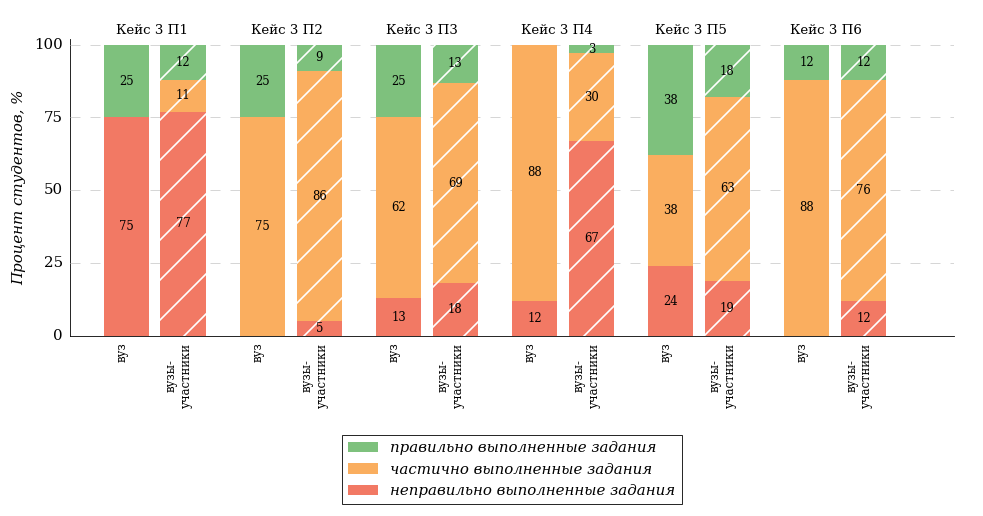 Кейс 3 П1 Кейс 3 П2 Кейс 3 П3 Кейс 3 П4 Кейс 3 П5 Кейс 3 П6
Процент студентов, %
100
75
50
25
0
25
75
12
11
77
25
75
9
86
5
25
62
13
13
69
18
88
12
3
30
67
38
38
24
18
63
19
12
88
12
76
12
вуз
вузы-
участники
вуз
вузы-
участники
вуз
вузы-
участники
вуз
вузы-
участники
вуз
вузы-
участники
вуз
вузы-
участники
правильно выполненные задания
частично выполненные задания
неправильно выполненные задания